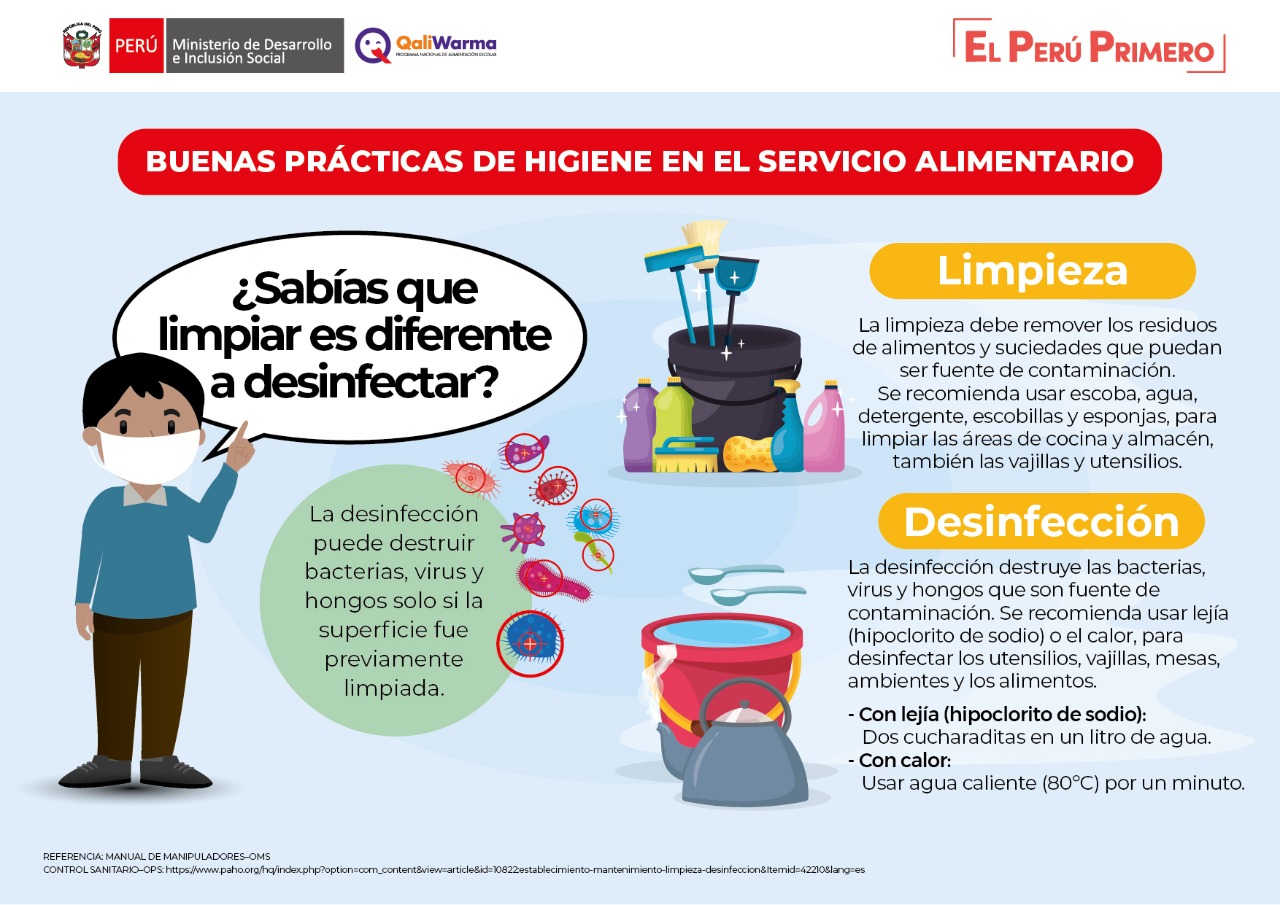 PERÚ
Ministerio de Desarrollo
e Inclusión Social
QaliWarma
PROGRAMA NACIONAL DE ALIMENTACIÓN ESCOLAR
EL PERÚ PRIMERO
BUENAS PRÁCTICAS DE HIGIENE EN EL SERVICIO ALIMENTARIO
¿Sabías que
limpiar es diferente
a desinfectar?
La desinfección
puede destruir
bacterias, virus y
hongos solo si la
superficie fue
previamente
limpiada.
Limpieza
La limpieza debe remover los residuos
de alimentos y suciedades que puedan
ser fuente de contaminación.
Se recomienda usar escoba, agua,
detergente, escobillas y esponjas, para
limpiar las áreas de cocina y almacén,
también las vajillas y utensilios.
Desinfección
La desinfección destruye las bacterias,
virus y hongos que son fuente de
contaminación. Se recomienda usar lejía
(hipoclorito de sodio) o el calor, para
desinfectar los utensilios, vajillas, mesas,
ambientes y los alimentos.
- Con lejía (hipoclorito de sodio):
Dos cucharaditas en un litro de agua.
- Con calor:
Usar agua caliente (80°C) por un minuto.
REFERENCIA: MANUAL DE MANIPULADORES–OMS
CONTROL SANITARIO–OPS: https://www.paho.org/hq/index.php?option=com_content&view=article&id=10822:establecimiento-mantenimiento-limpieza-desinfeccion&Itemid=42210&lang=es